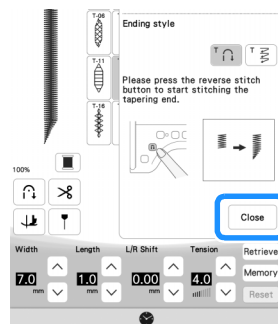 T-06
Ending style
T
T
T-11
Please press the reverse stitch
button to start stitching the
tapering end.
T-16
100%
Close
Width Length L/R Shift Tension Retrieve
7.0 1.0 0.00 4.0 Memory
mm mm mm Reset